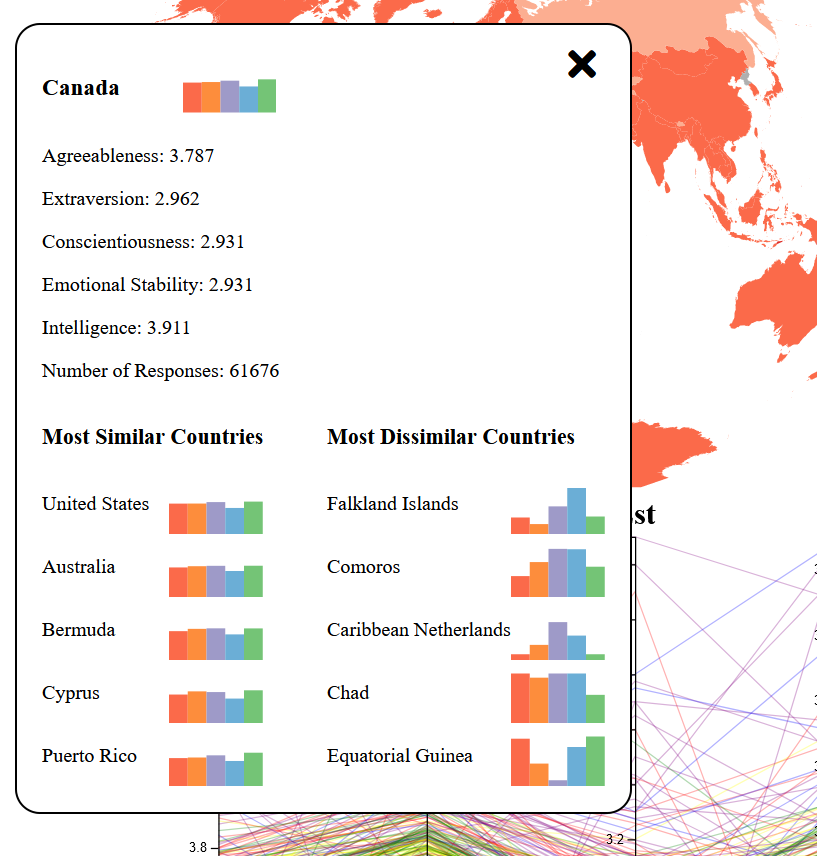 Canada
Agreeableness: 3.787
Extraversion: 2.962
Conscientiousness: 2.931
Emotional Stability: 2.931
Intelligence: 3.911
Number of Responses: 61676
Most Similar Countries
United States
Australia
Bermuda
Cyprus
Puerto Rico
Most Dissimilar Countries
Falkland Islands
Comoros
Caribbean Netherlands
Chad
Equatorial Guinea
st
3.8
3.2